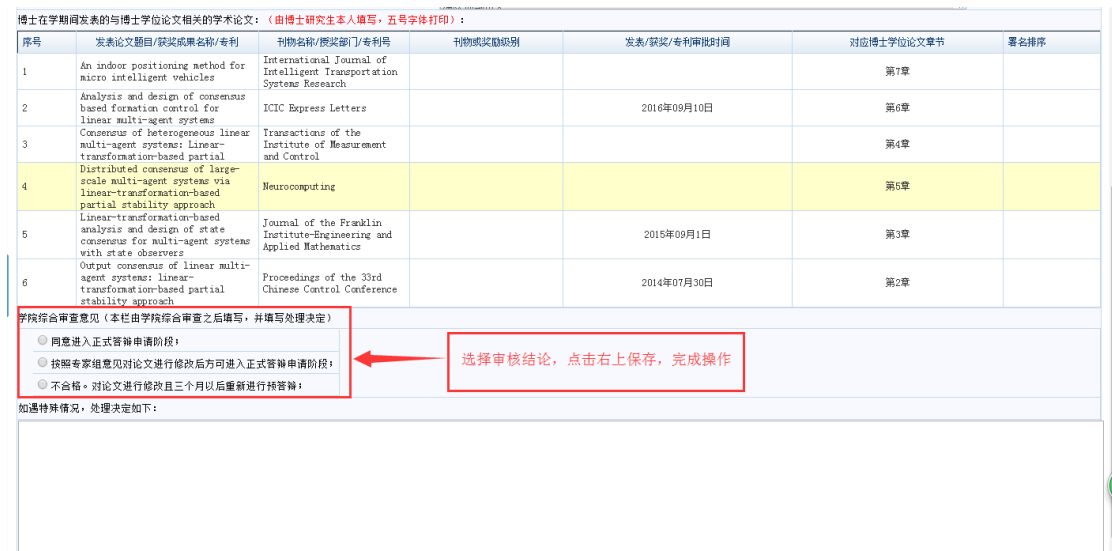 博士在学期间发表的与博士学位论文相关的学术论文：（由博士研究生本人填写，五号字体打印）：
序号 发表论文题目/获奖成果名称/专利 刊物名称/授奖部门/专利号 刊物或奖励级别 发表/获奖/专利审批时间 对应博士学位论文章节 署名排序
1 An indoor positioning method for micro intelligent vehicles International Journal of Intelligent Transportation Systems Research 第7章
2 Analysis and design of consensus based formation control for linear multi-agent systems ICIC Express Letters 2016年09月10日 第6章
3 Consensus of heterogeneous linear multi-agent systems: Linear-transformation-based partial Transactions of the Institute of Measurement and Control 第4章
4 Distributed consensus of large-scale multi-agent systems via linear-transformation-based partial stability approach Neurocomputing 第5章
5 Linear-transformation-based analysis and design of state consensus for multi-agent systems with state observers Journal of the Franklin Institute-Engineering and Applied Mathematics 2015年09月1日 第3章
6 Output consensus of linear multi-agent systems: linear-transformation-based partial stability approach Proceedings of the 33rd Chinese Control Conference 2014年07月30日 第2章
学院综合审查意见（本栏由学院综合审查之后填写，并填写处理决定）
同意进入正式答辩申请阶段；
按照专家组意见对论文进行修改后方可进入正式答辩申请阶段；
不合格。对论文进行修改且三个月以后重新进行预答辩；
选择审核结论，点击右上保存，完成操作
如遇特殊情况，处理决定如下：